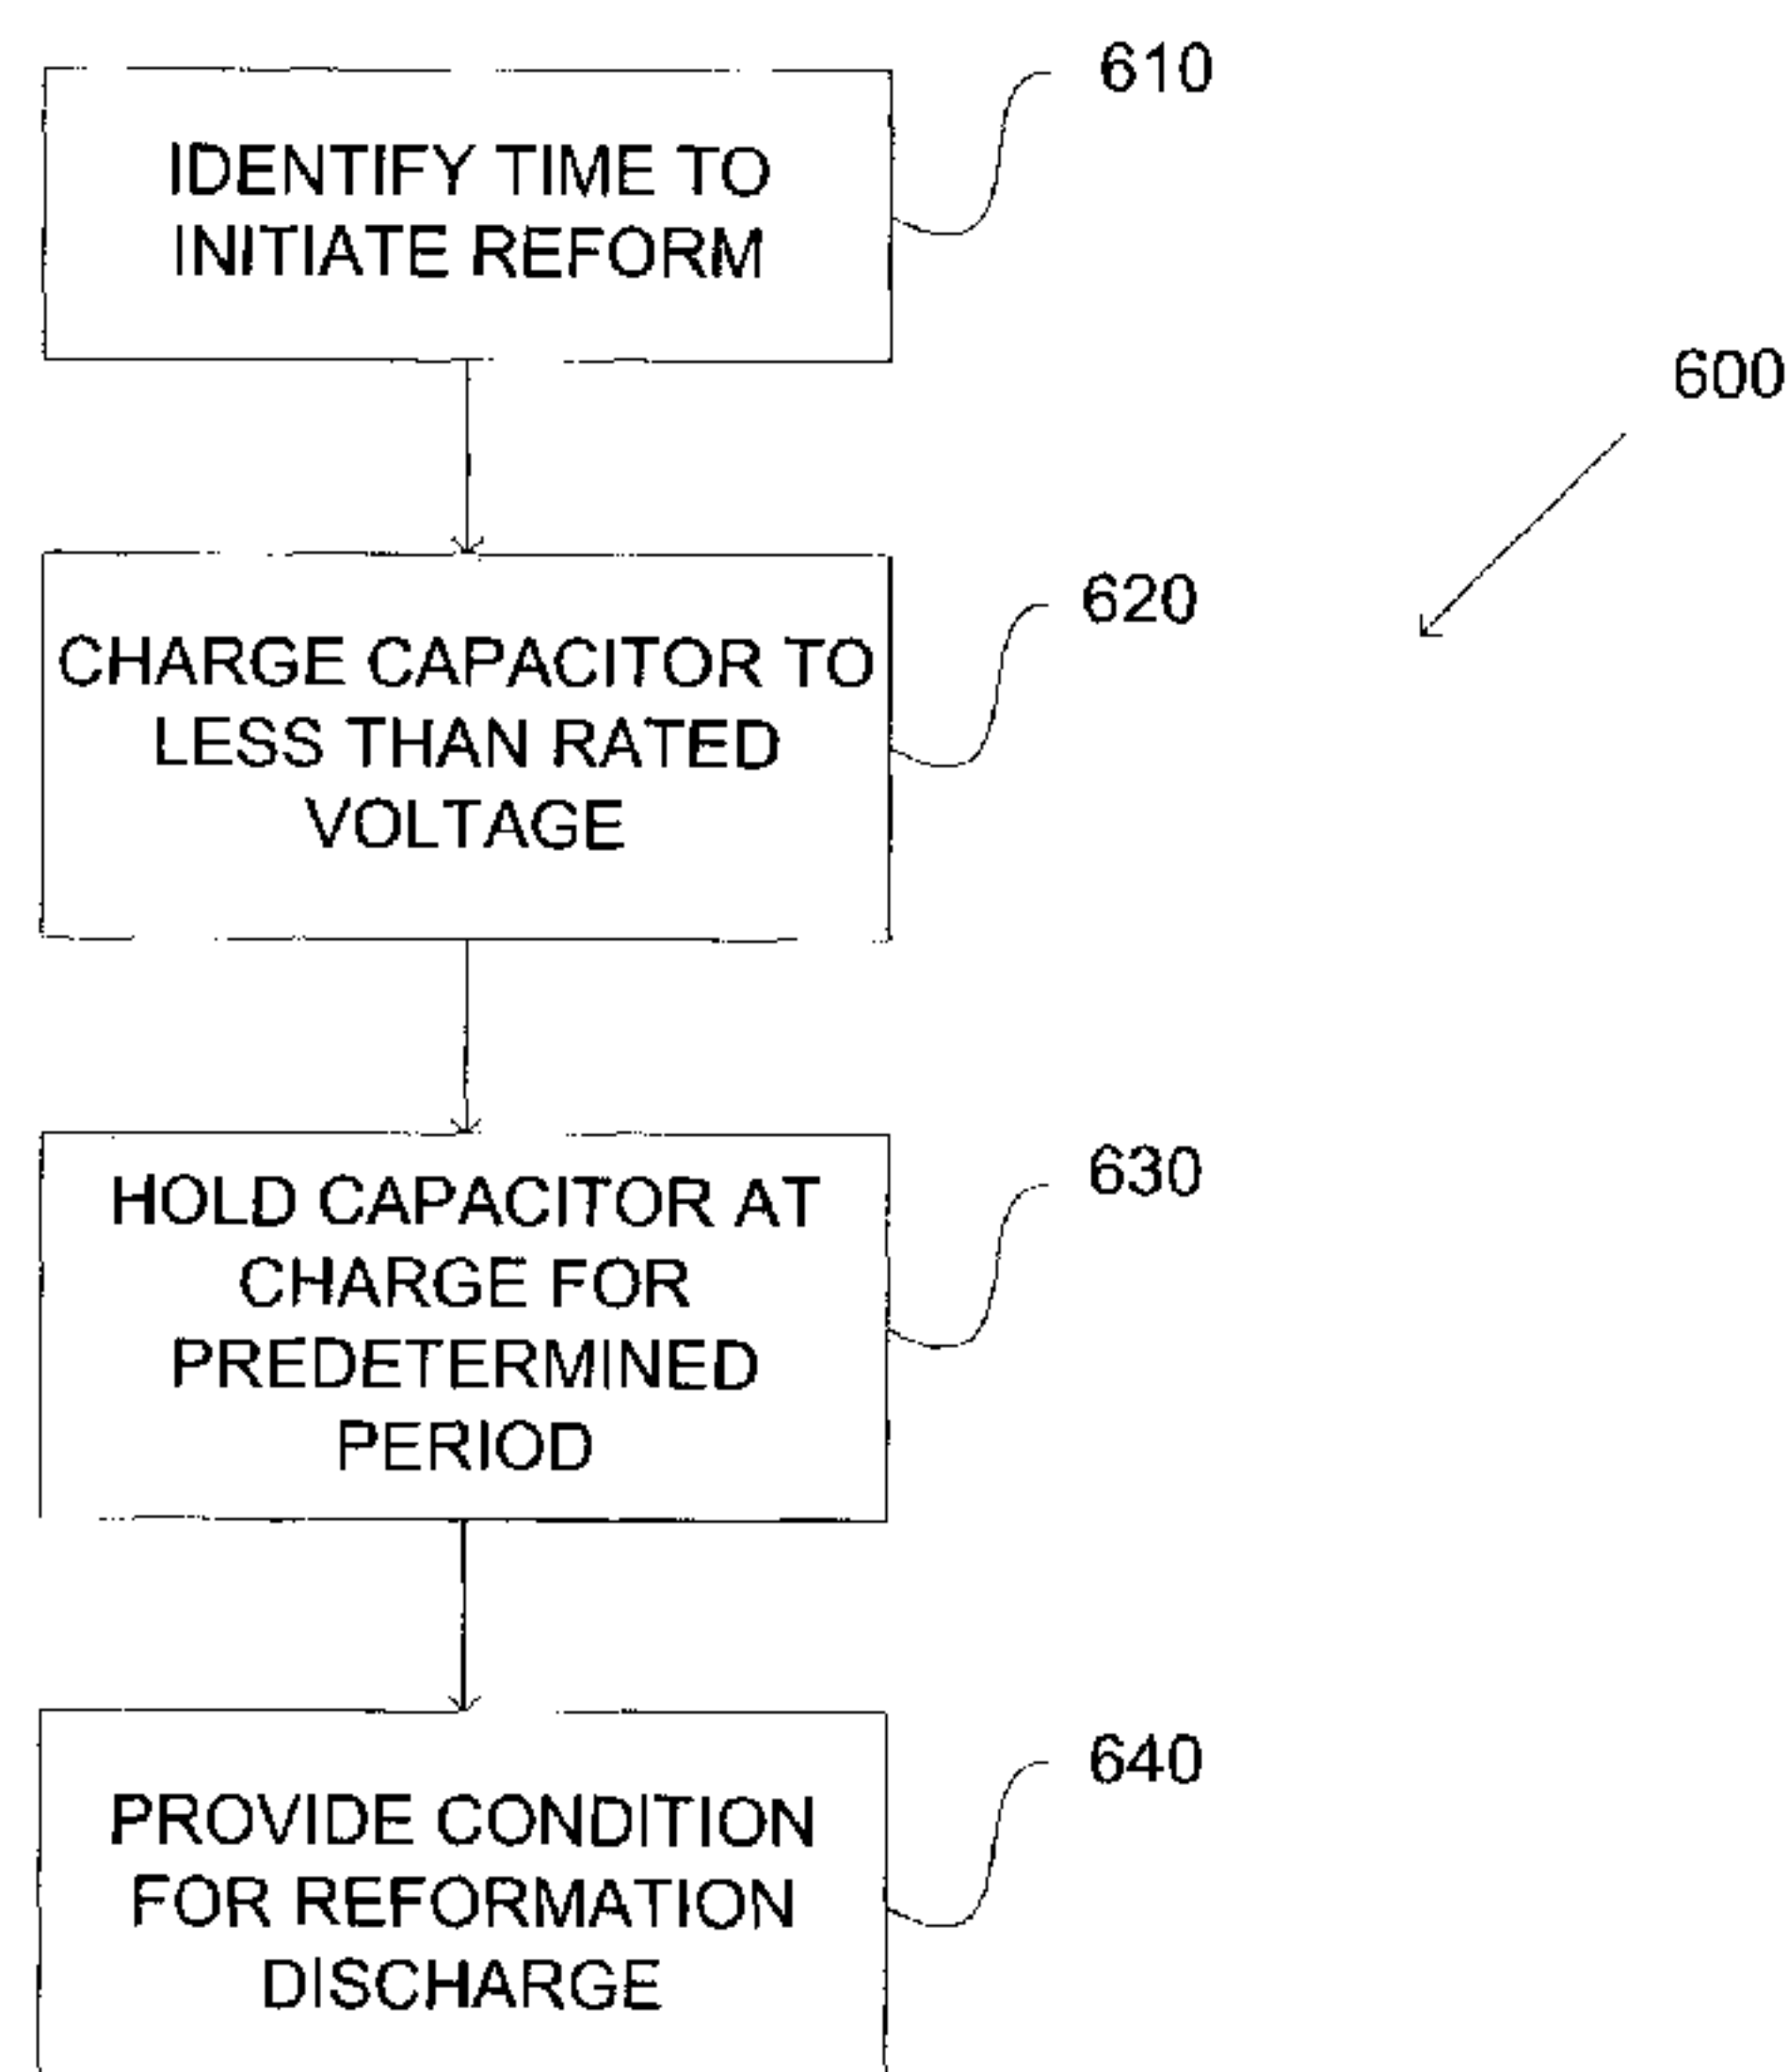 610
IDENTIFY TIME TO
INITIATE REFORM
600
620
CHARGE CAPACITOR TO
LESS THAN RATED
VOLTAGE
630
HOLD CAPACITOR AT
CHARGE FOR
PREDETERMINED
PERIOD
640
PROVIDE CONDITION
FOR REFORMATION
DISCHARGE